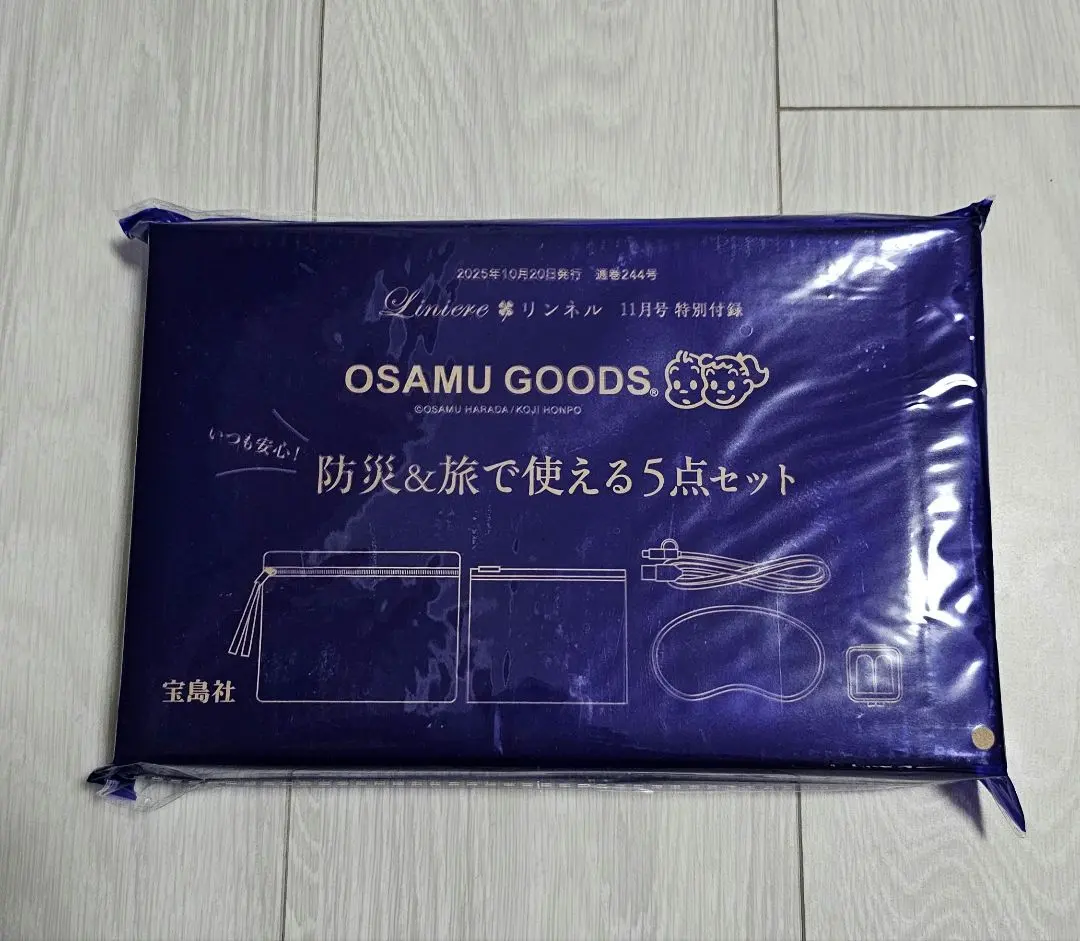 2025年10月20日発行 通巻244号
Liniere リンネル 11月号 特別付録
OSAMU GOODS®
©OSAMU HARADA / KOJI HONPO
いつも安心!
防災&旅で使える5点セット
宝島社